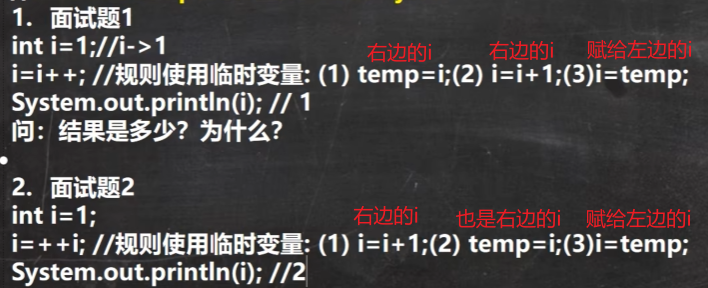 1. 面试题1
int i=1;//i->1
右边的i 右边的i 赋给左边的i
i=i++; //规则使用临时变量: (1) temp=i;(2) i=i+1;(3)i=temp;
System.out.println(i); // 1
问：结果是多少？为什么？
2. 面试题2
int i=1;
右边的i 也是右边的i 赋给左边的i
i=++i; //规则使用临时变量: (1) i=i+1;(2) temp=i;(3)i=temp;
System.out.println(i); //2